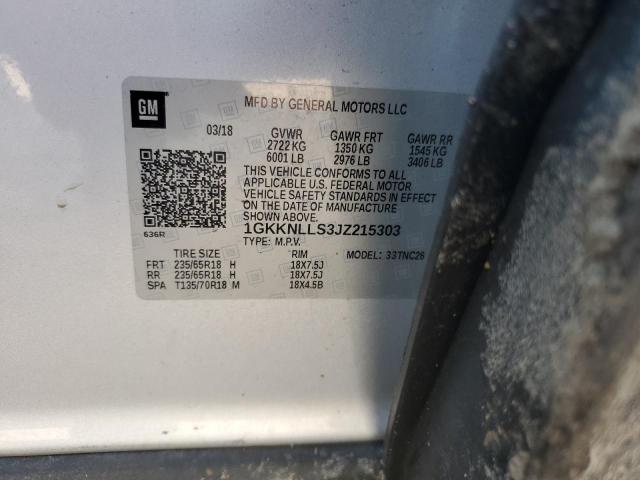 GM
MFD BY GENERAL MOTORS LLC
03/18 GVWR GAWR FRT GAWR RR
2722 KG 1350 KG 1545 KG
6001 LB 2976 LB 3406 LB
THIS VEHICLE CONFORMS TO ALL
APPLICABLE U.S. FEDERAL MOTOR
VEHICLE SAFETY STANDARDS IN EFFECT
ON THE DATE OF MANUFACTURE
SHOWN ABOVE.
636R 1GKKNLLS3JZ215303
TYPE: M.P.V. MODEL: 33TNC26
TIRE SIZE RIM
FRT 235/65R18 H 18X7.5J
RR 235/65R18 H 18X7.5J
SPA T135/70R18 M 18X4.5B